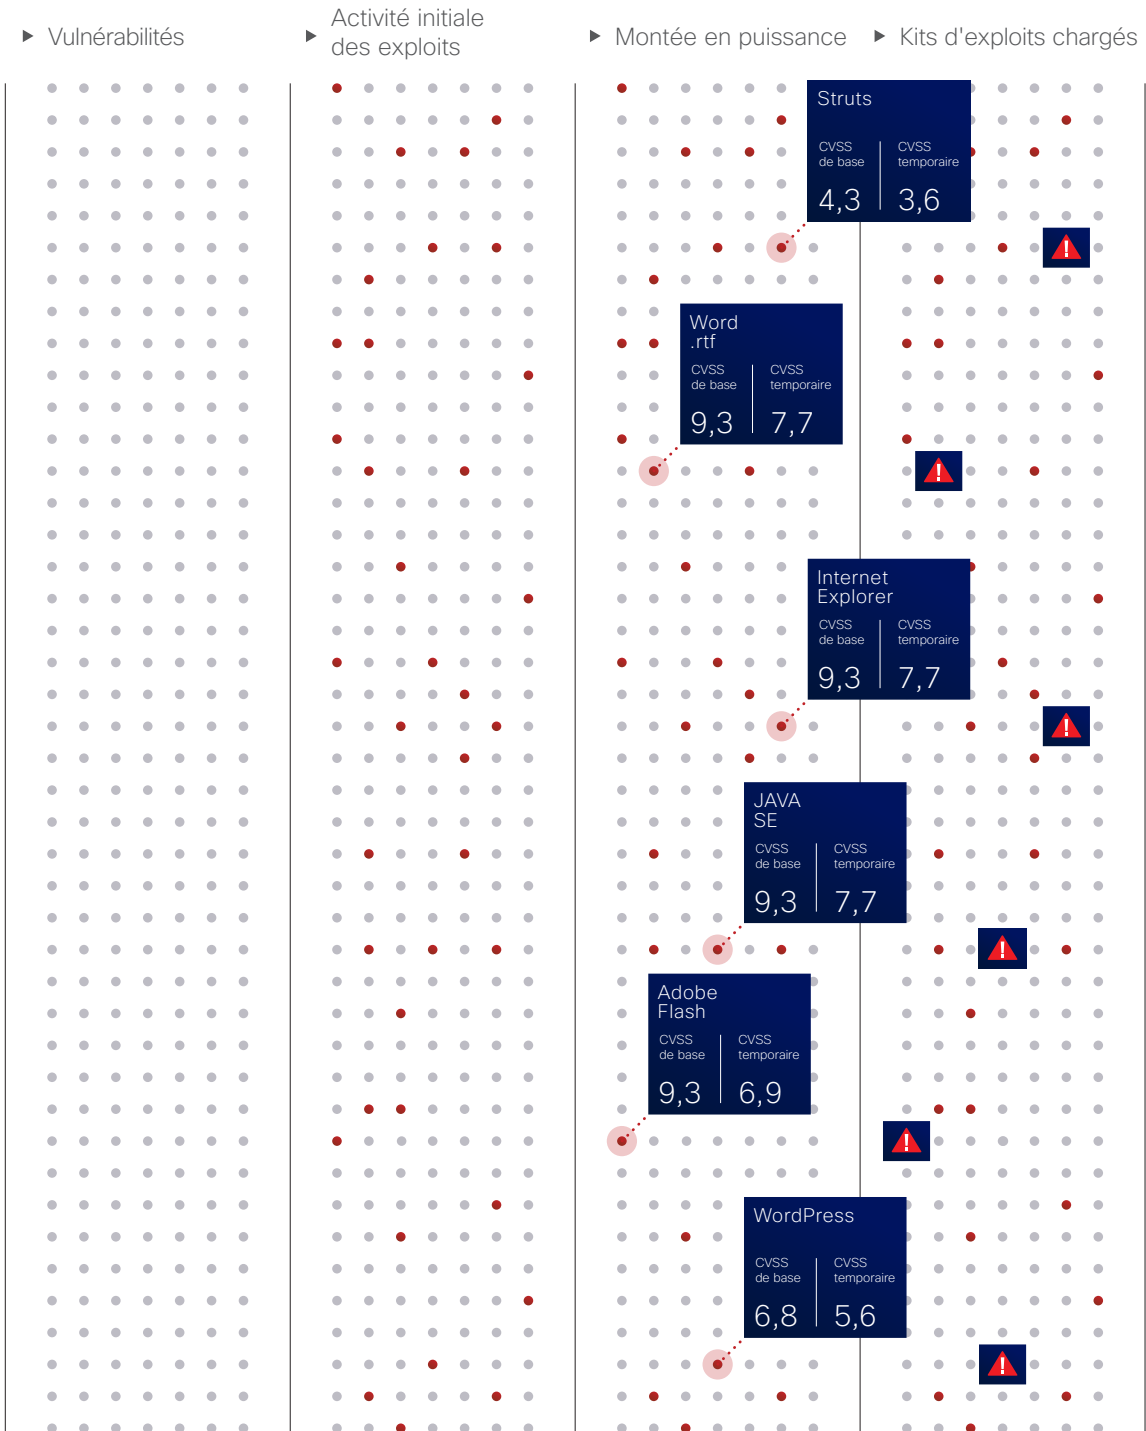 Vulnérabilités
Activité initiale
des exploits
Montée en puissance
Kits d'exploits chargés
Struts
CVSS
de base
CVSS
temporaire
4,3
3,6
Word
.rtf
CVSS
de base
CVSS
temporaire
9,3
7,7
Internet
Explorer
CVSS
de base
CVSS
temporaire
9,3
7,7
JAVA
SE
CVSS
de base
CVSS
temporaire
9,3
7,7
Adobe
Flash
CVSS
de base
CVSS
temporaire
9,3
6,9
WordPress
CVSS
de base
CVSS
temporaire
6,8
5,6